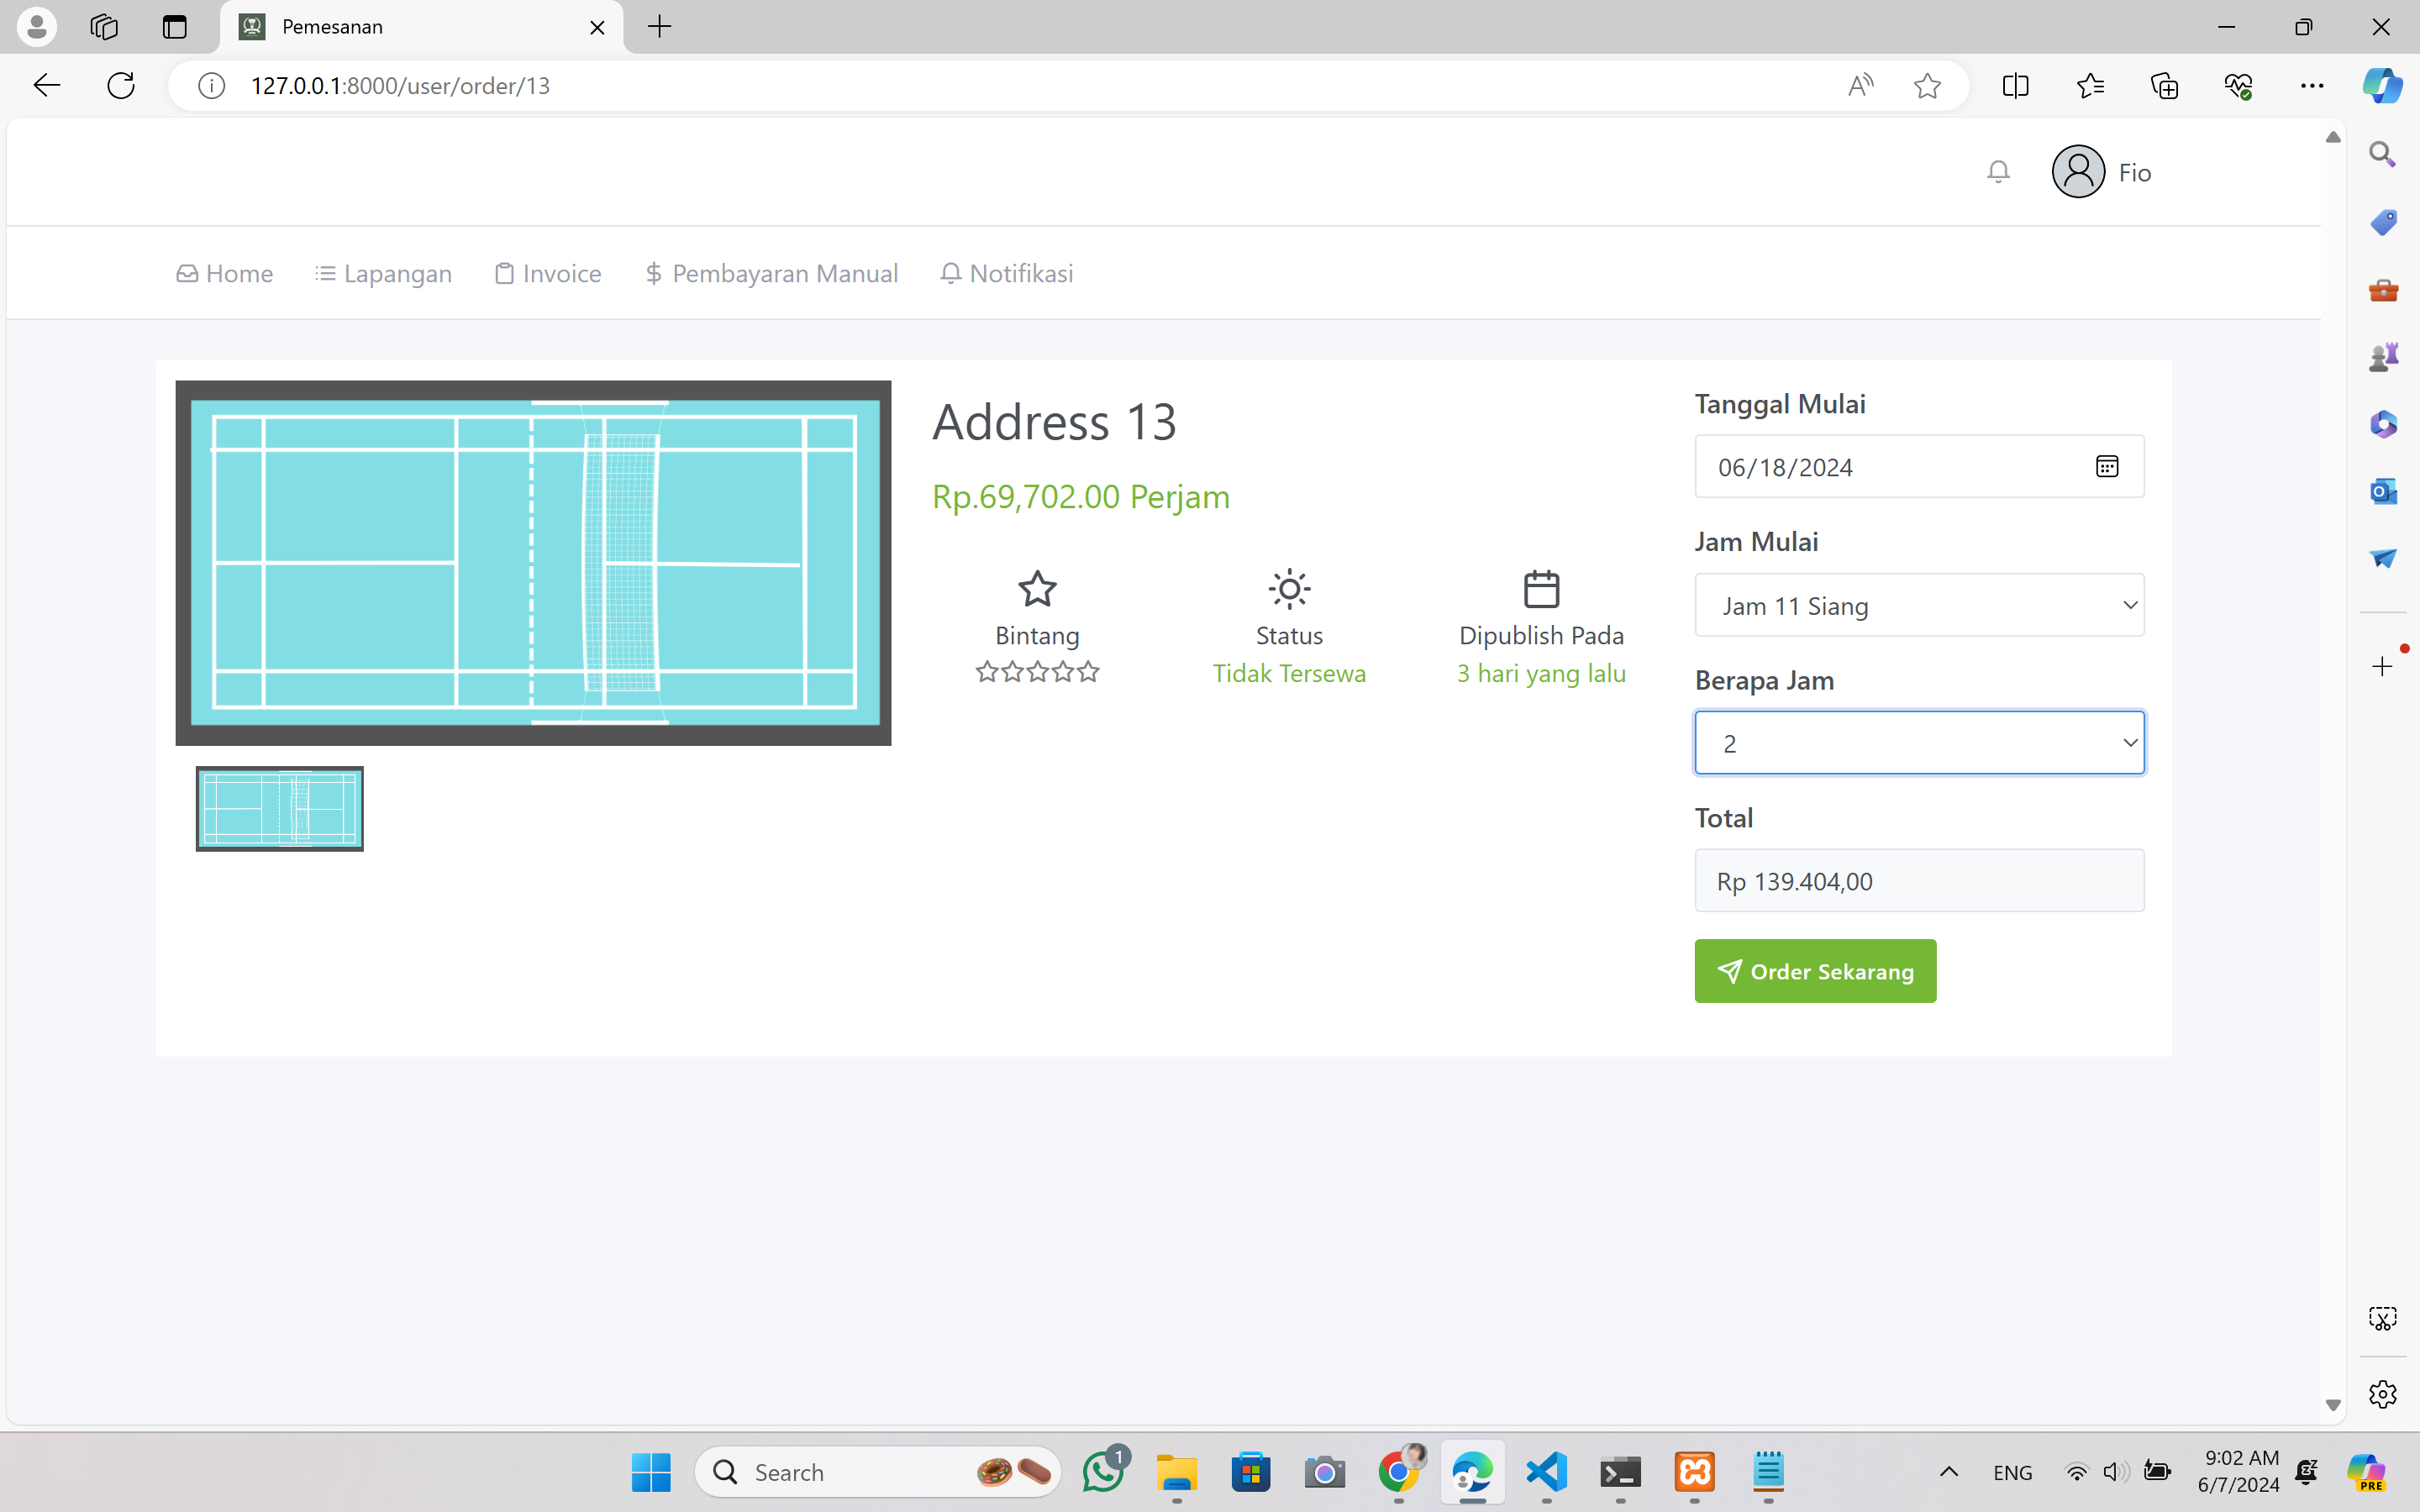 Pemesanan
127.0.0.1:8000/user/order/13
Fio
Home
Lapangan
Invoice
Pembayaran Manual
Notifikasi
Address 13
Rp.69,702.00 Perjam
Bintang
Status
Tidak Tersewa
Dipublish Pada
3 hari yang lalu
Tanggal Mulai
06/18/2024
Jam Mulai
Jam 11 Siang
Berapa Jam
2
Total
Rp 139.404,00
Order Sekarang
Search
1
ENG
9:02 AM
6/7/2024
PRE